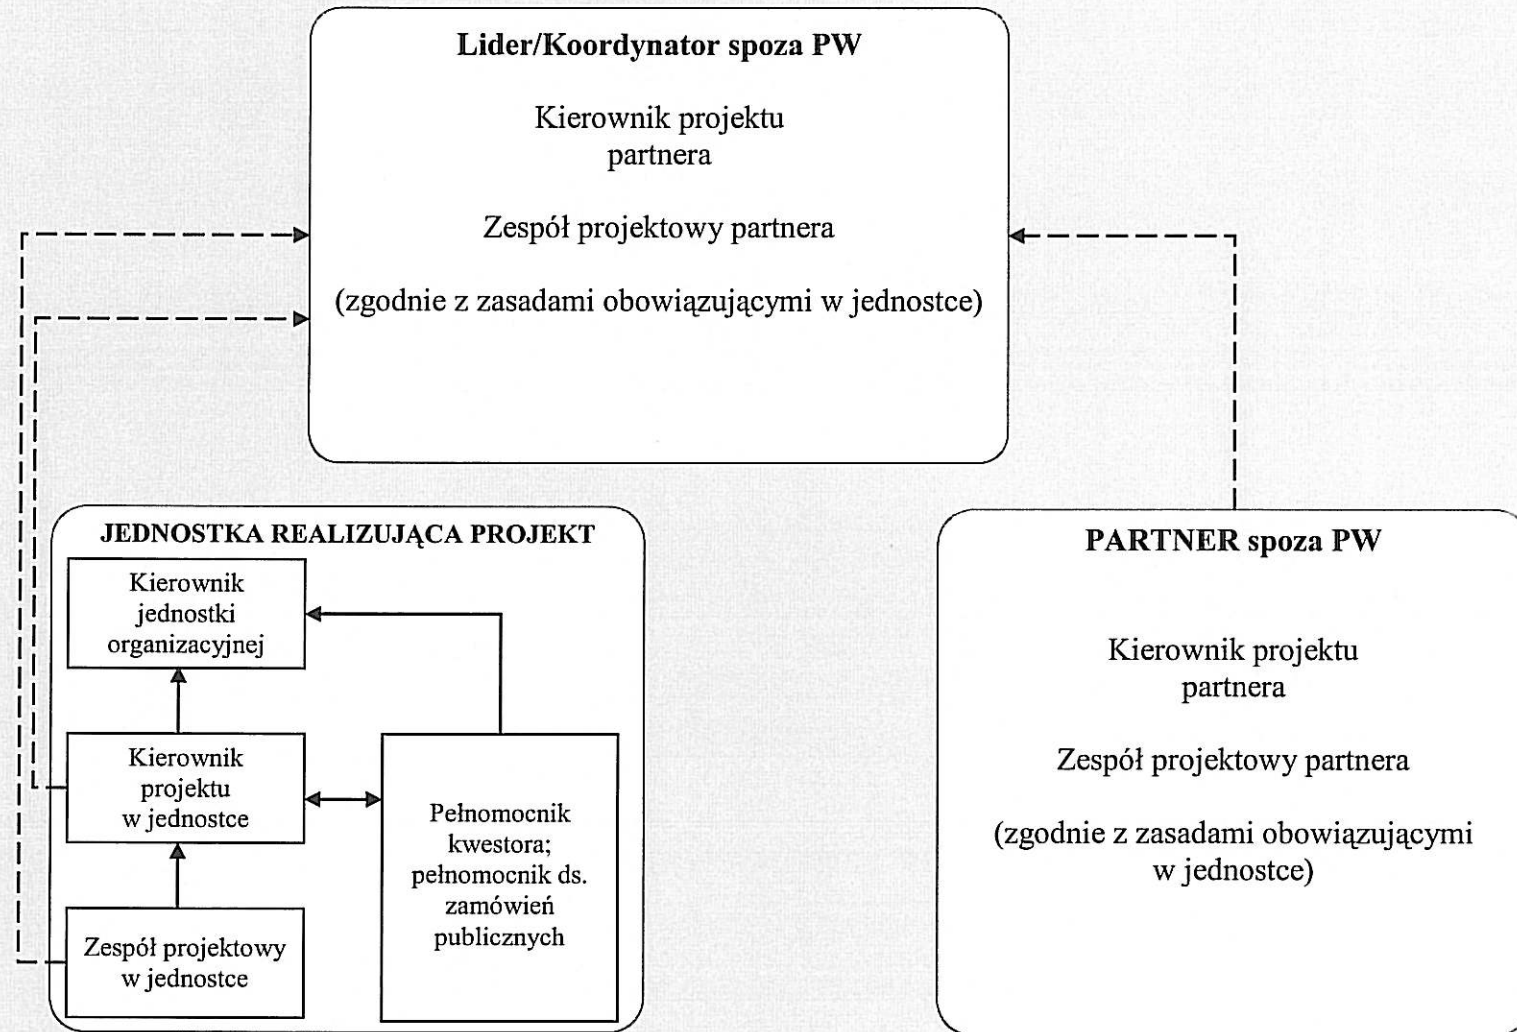 Lider/Koordynator spoza PW
Kierownik projektu
partnera
Zespół projektowy partnera
(zgodnie z zasadami obowiązującymi w jednostce)
JEDNOSTKA REALIZUJĄCA PROJEKT
Kierownik
jednostki
organizacyjnej
Kierownik
projektu
w jednostce
Zespół projektowy
w jednostce
Pełnomocnik
kwestora;
pełnomocnik ds.
zamówień
publicznych
PARTNER spoza PW
Kierownik projektu
partnera
Zespół projektowy partnera
(zgodnie z zasadami obowiązującymi
w jednostce)